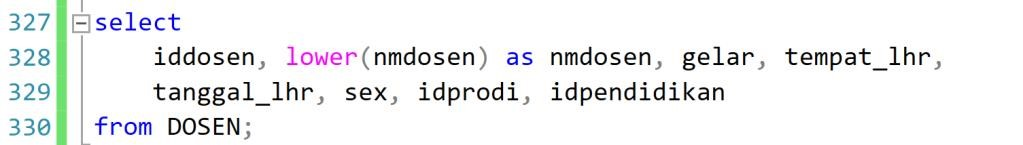 327 select
328 iddosen, lower(nmdosen) as nmdosen, gelar, tempat_lhr,
329 tanggal_lhr, sex, idprodi, idpendidikan
330 from DOSEN;